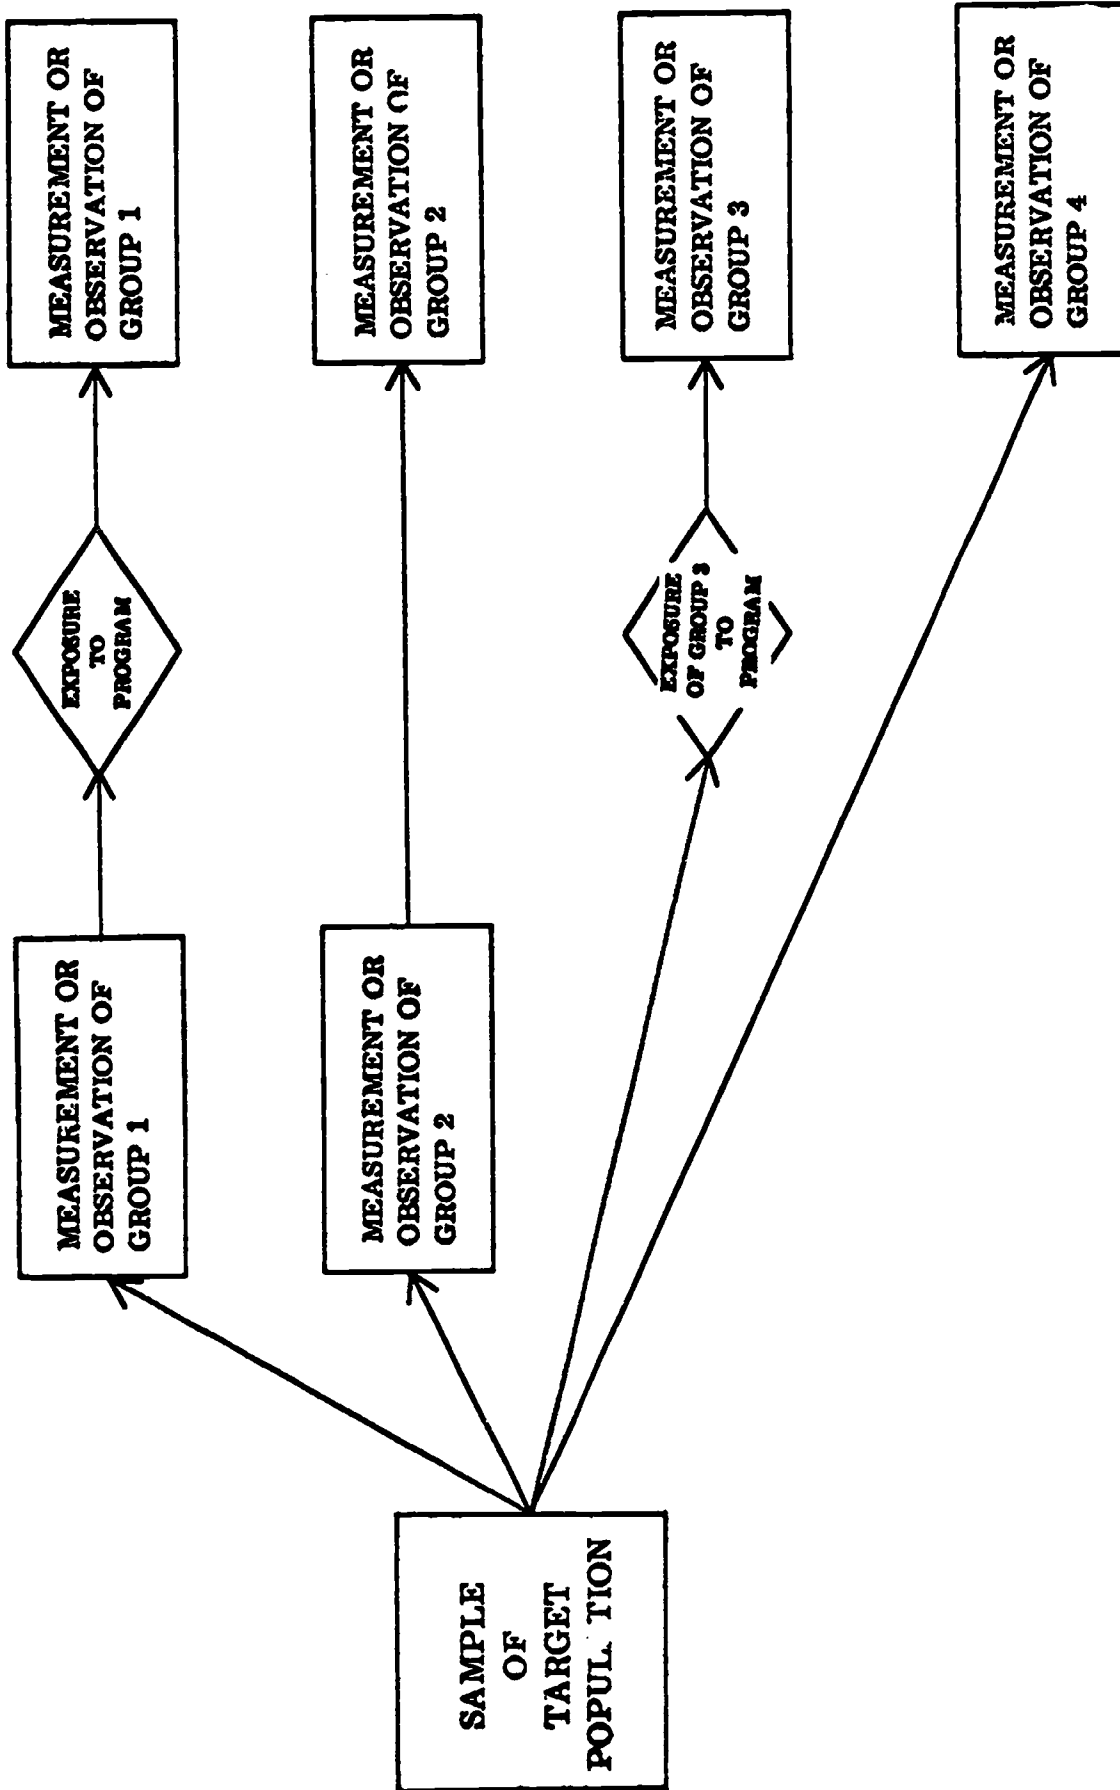 SAMPLE
OF
TARGET
POPUL TION
MEASUREMENT OR
OBSERVATION OF
GROUP 1
EXPOSURE
TO
PROGRAM
MEASUREMENT OR
OBSERVATION OF
GROUP 1
MEASUREMENT OR
OBSERVATION OF
GROUP 2
MEASUREMENT OR
OBSERVATION OF
GROUP 2
EXPOSURE
OF GROUP 3
TO
PROGRAM
MEASUREMENT OR
OBSERVATION OF
GROUP 3
MEASUREMENT OR
OBSERVATION OF
GROUP 4